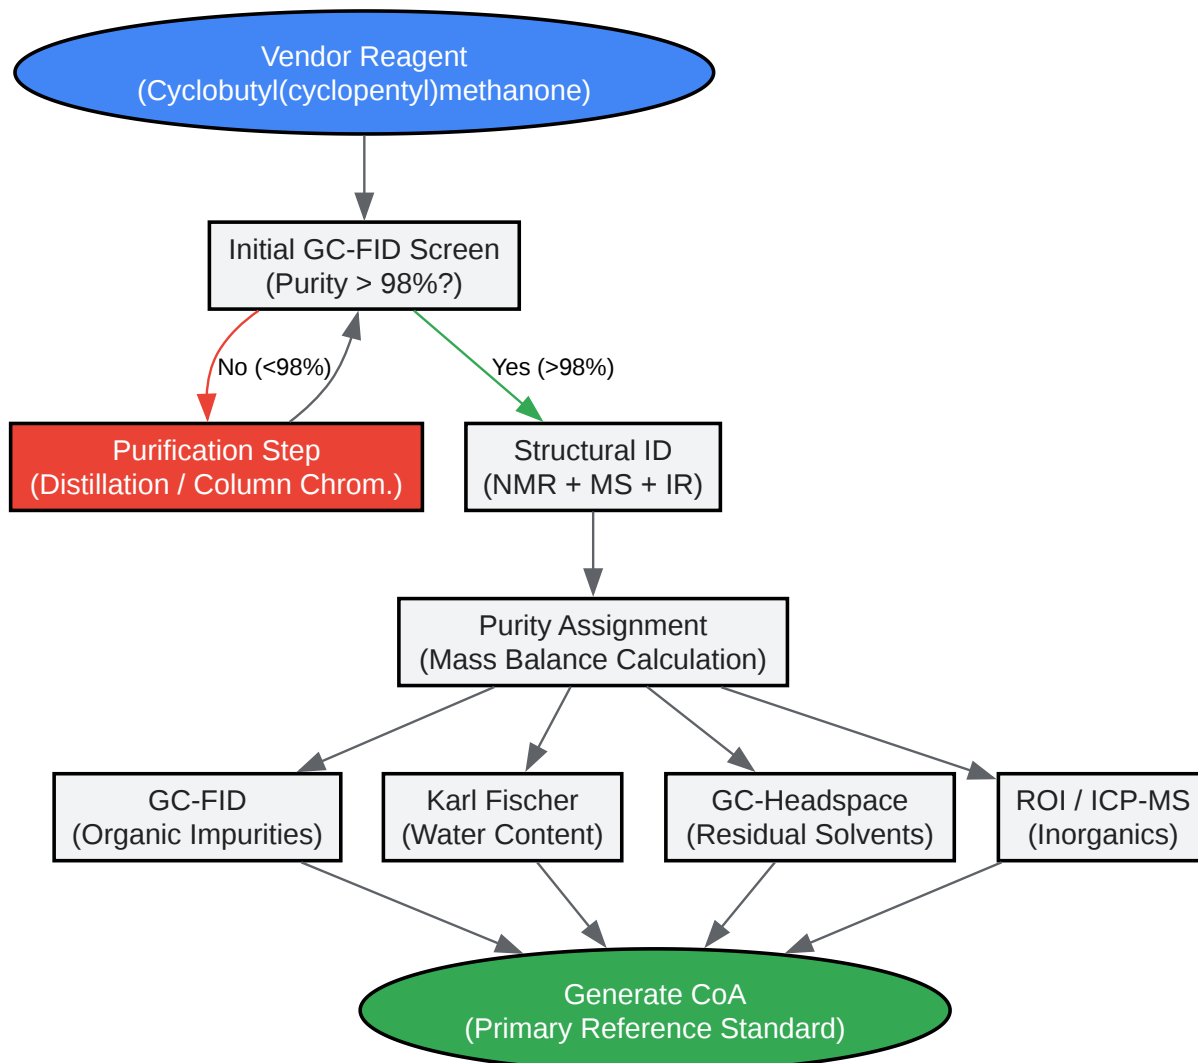 Vendor Reagent
(Cyclobutyl(cyclopentyl)methanone)
Initial GC-FID Screen
(Purity > 98%?)
No (<98%)
Yes (>98%)
Purification Step
(Distillation / Column Chrom.)
Structural ID
(NMR + MS + IR)
Purity Assignment
(Mass Balance Calculation)
GC-FID
(Organic Impurities)
Karl Fischer
(Water Content)
GC-Headspace
(Residual Solvents)
ROI / ICP-MS
(Inorganics)
Generate CoA
(Primary Reference Standard)